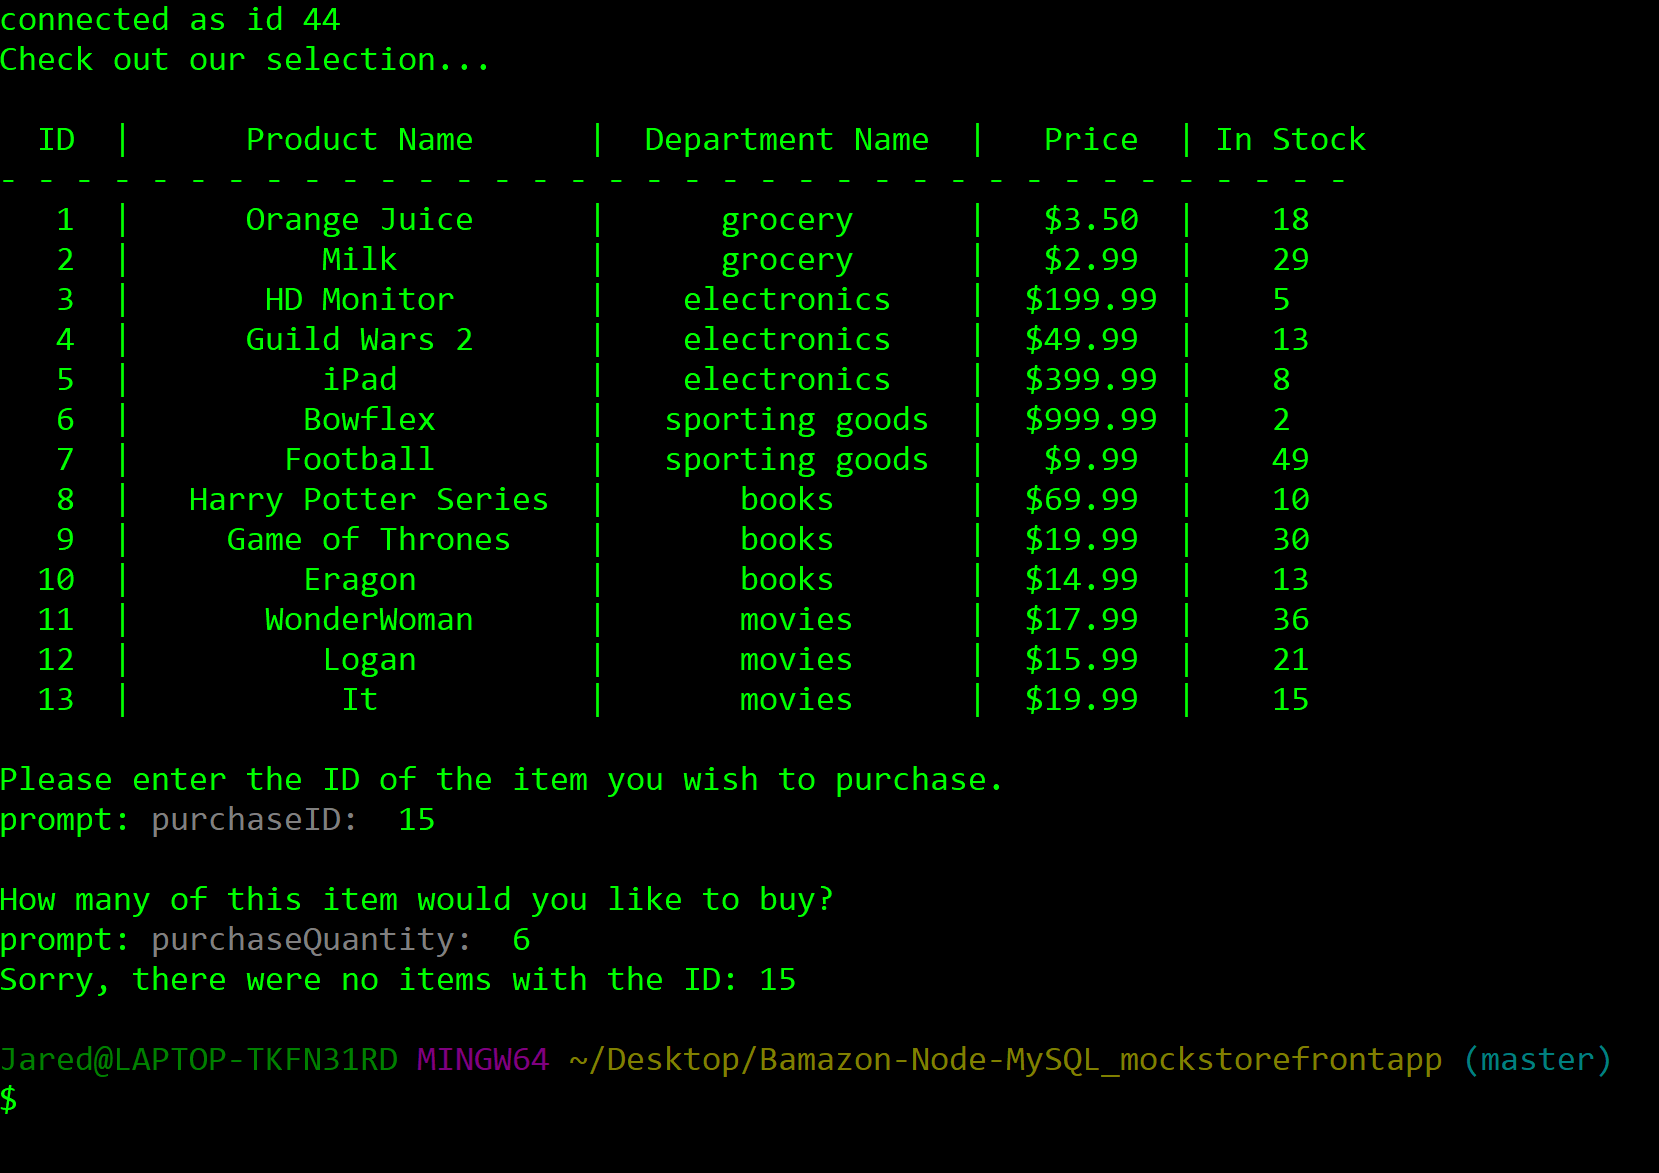 connected as id 44
Check out our selection...
ID | Product Name | Department Name | Price | In Stock
- - - - - - - - - - - - - - - - - - - - - - - - - - - - - - - - - - - -
1 | Orange Juice | grocery | $3.50 | 18
2 | Milk | grocery | $2.99 | 29
3 | HD Monitor | electronics | $199.99 | 5
4 | Guild Wars 2 | electronics | $49.99 | 13
5 | iPad | electronics | $399.99 | 8
6 | Bowflex | sporting goods | $999.99 | 2
7 | Football | sporting goods | $9.99 | 49
8 | Harry Potter Series | books | $69.99 | 10
9 | Game of Thrones | books | $19.99 | 30
10 | Eragon | books | $14.99 | 13
11 | WonderWoman | movies | $17.99 | 36
12 | Logan | movies | $15.99 | 21
13 | It | movies | $19.99 | 15
Please enter the ID of the item you wish to purchase.
prompt: purchaseID:  15
How many of this item would you like to buy?
prompt: purchaseQuantity:  6
Sorry, there were no items with the ID: 15
Jared@LAPTOP-TKFN31RD MINGW64 ~/Desktop/Bamazon-Node-MySQL_mockstorefrontapp (master)
$